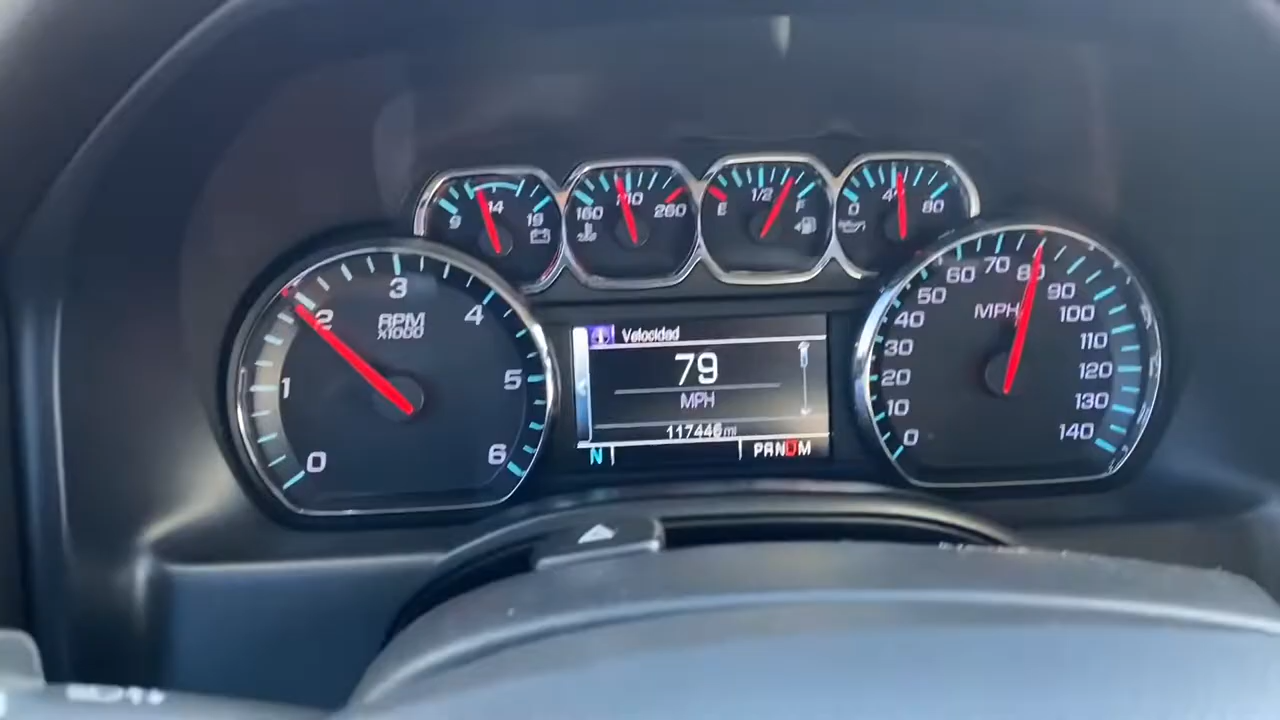 9 14 19
160 210 260
E 1/2 F
0 40 80
0 1 2 3 4 5 6
RPM
x1000
Velocidad
79
MPH
117446 mi
N
PRNDM
0 10 20 30 40 50 60 70 80 90 100 110 120 130 140
MPH